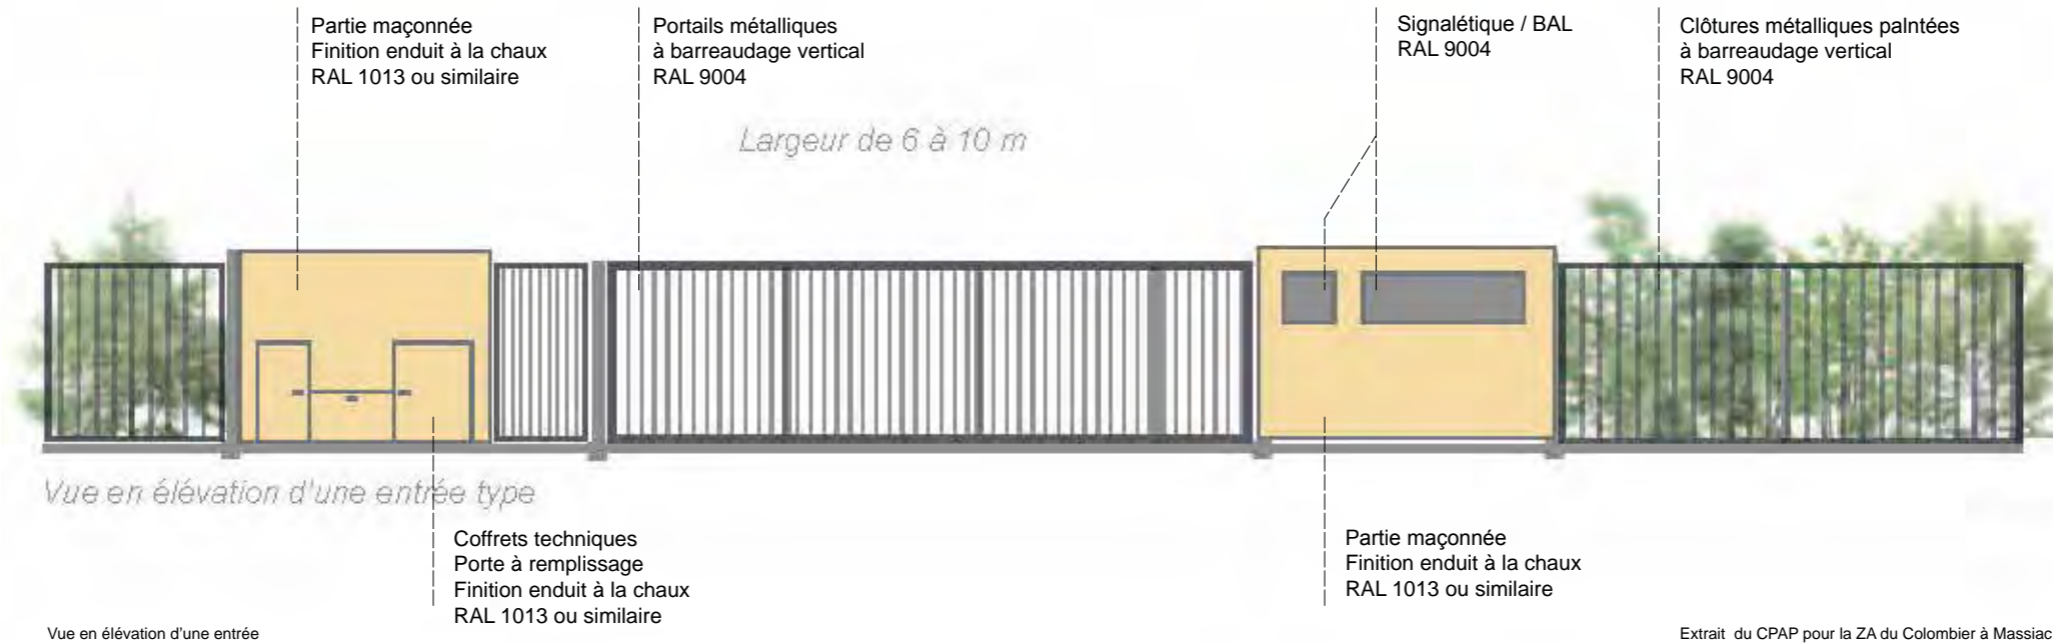 Partie maçonnée
Finition enduit à la chaux
RAL 1013 ou similaire
Portails métalliques
à barreaudage vertical
RAL 9004
Signalétique / BAL
RAL 9004
Clôtures métalliques paIntées
à barreaudage vertical
RAL 9004
Largeur de 6 à 10 m
Vue en élévation d'une entrée type
Coffrets techniques
Porte à remplissage
Finition enduit à la chaux
RAL 1013 ou similaire
Partie maçonnée
Finition enduit à la chaux
RAL 1013 ou similaire
Vue en élévation d'une entrée
Extrait du CPAP pour la ZA du Colombier à Massiac